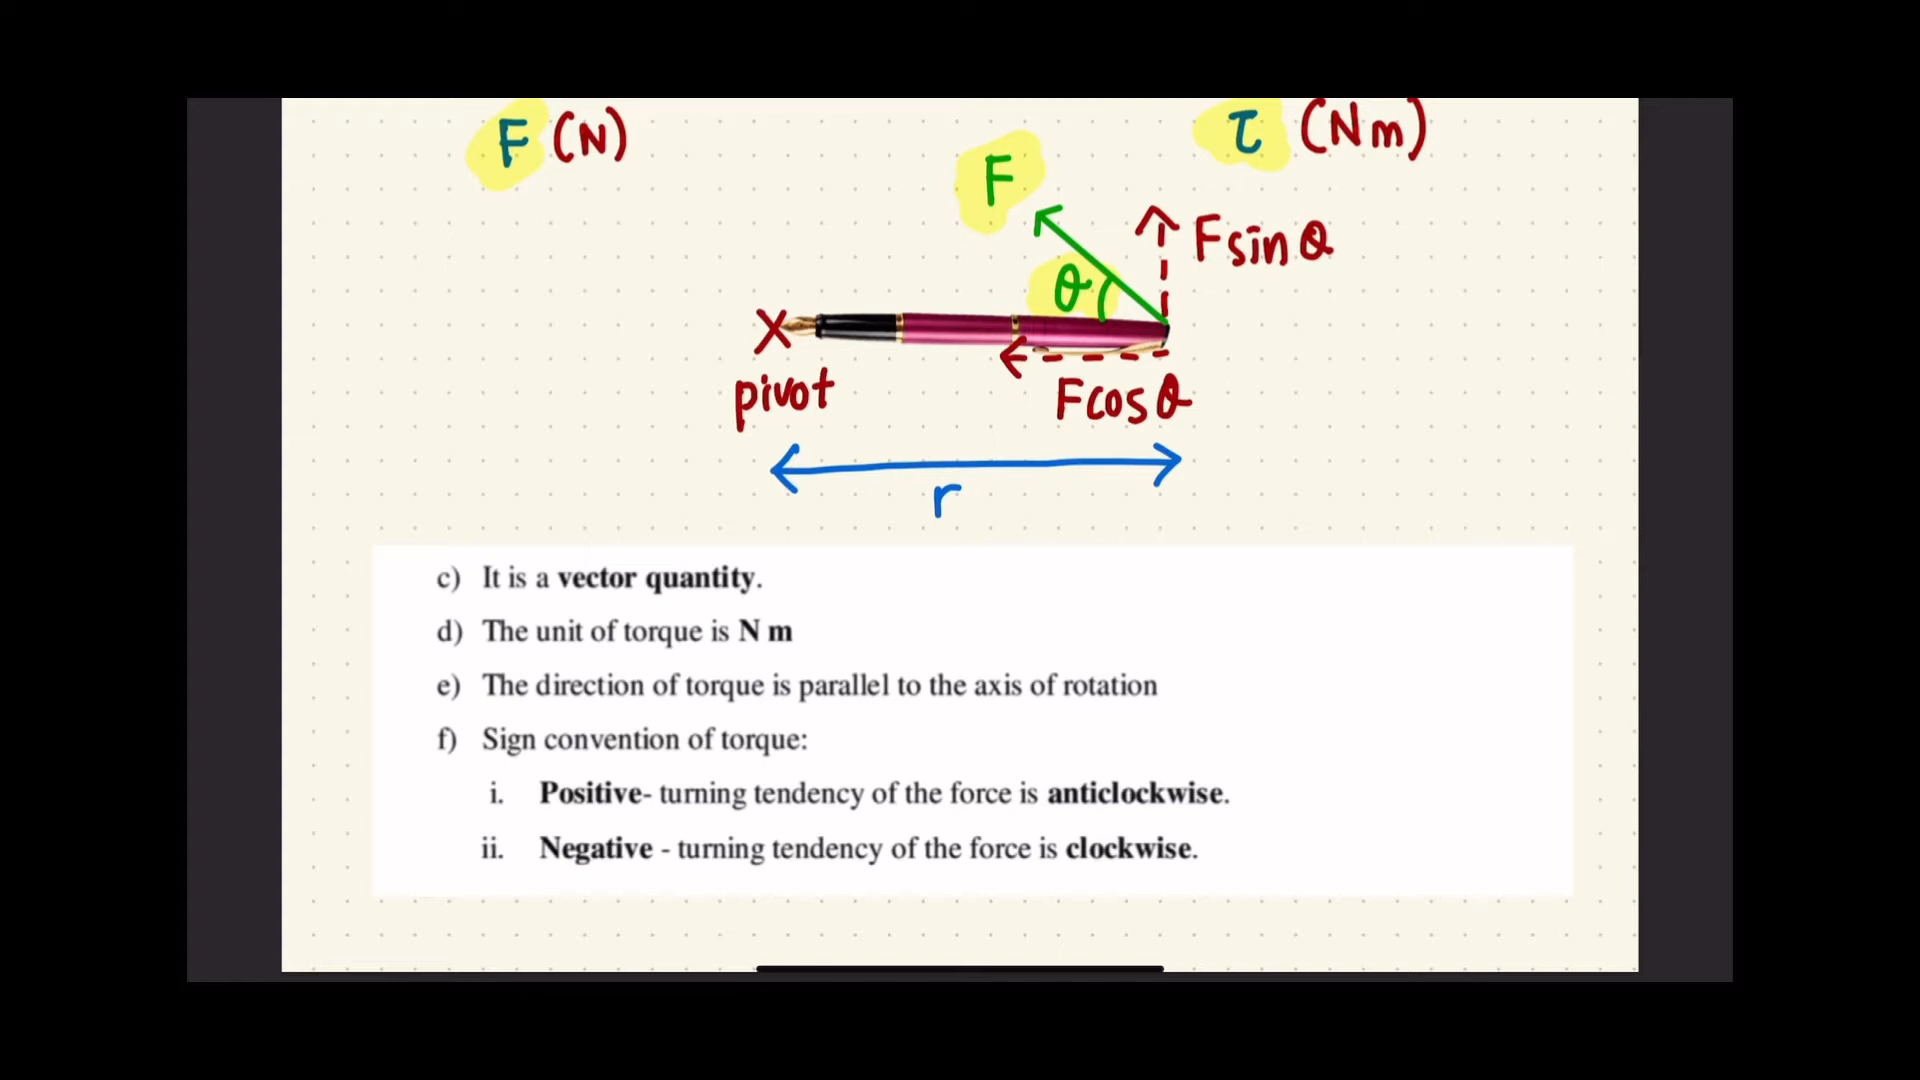 F (N)
τ (Nm)
F
F sin θ
θ
pivot
F cos θ
r
c) It is a vector quantity.
d) The unit of torque is N m
e) The direction of torque is parallel to the axis of rotation
f) Sign convention of torque:
i. Positive- turning tendency of the force is anticlockwise.
ii. Negative - turning tendency of the force is clockwise.